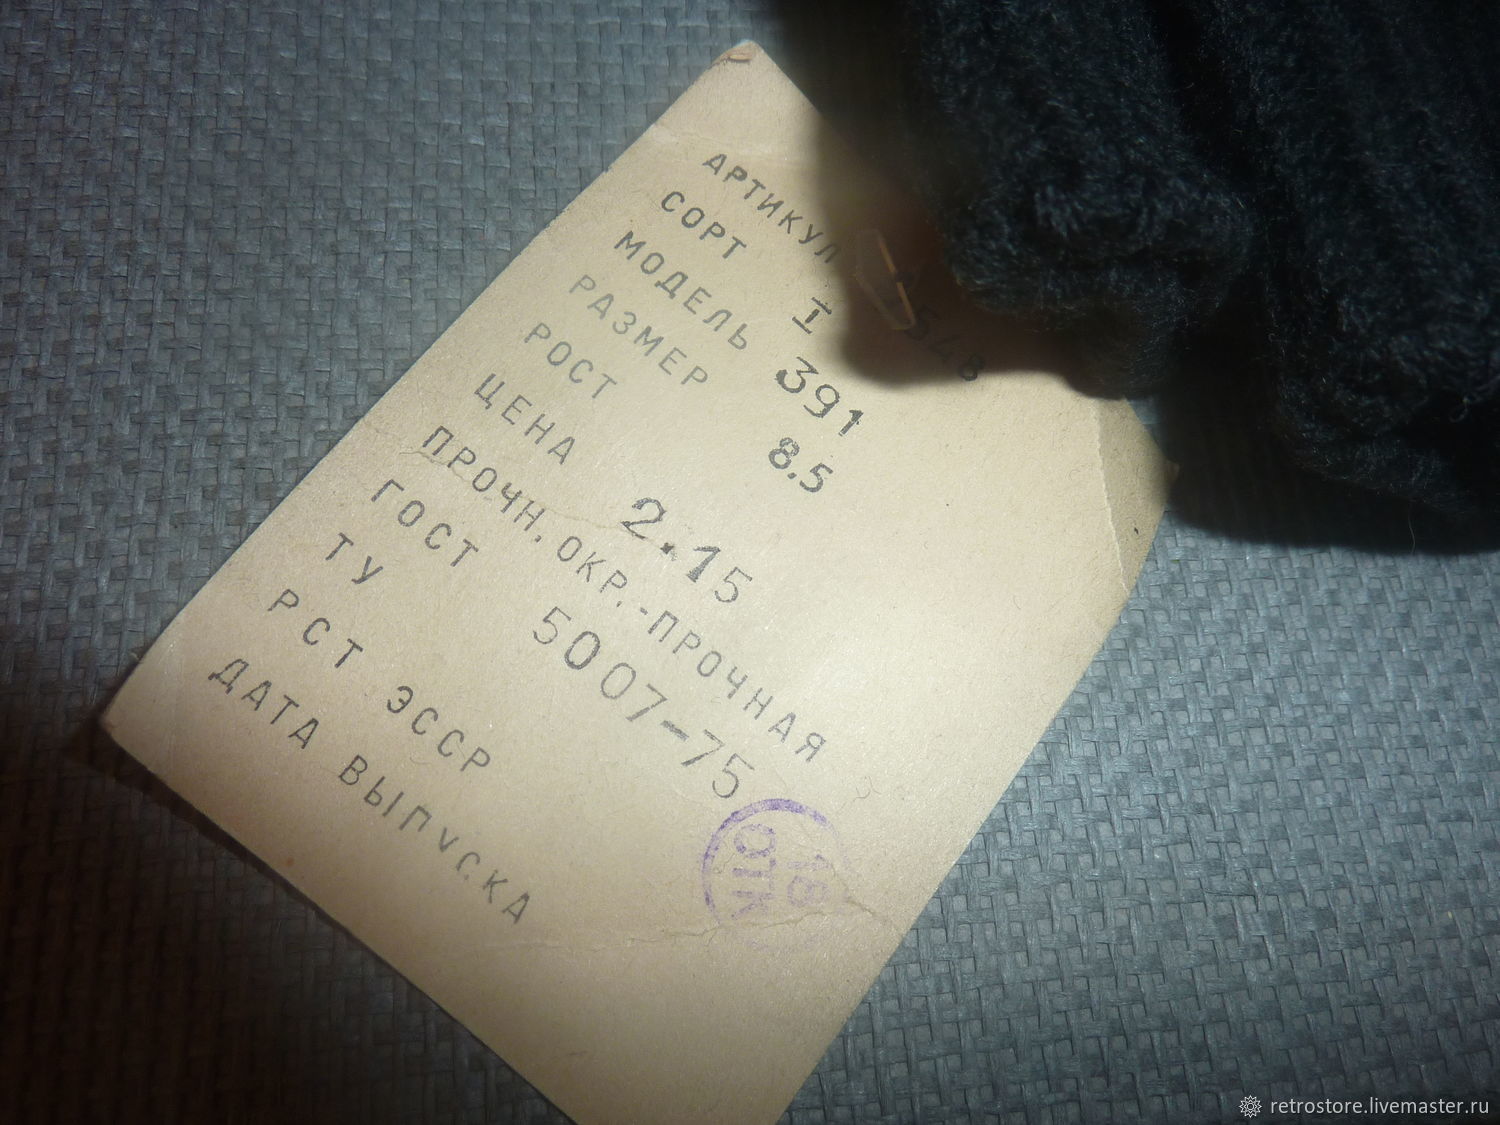 АРТИКУЛ 548
СОРТ I
МОДЕЛЬ 391
РАЗМЕР 8.5
РОСТ
ЦЕНА 2.15
ПРОЧН. ОКР.-ПРОЧНАЯ
ГОСТ 5007-75
ТУ
РСТ ЭССР
ДАТА ВЫПУСКА
18
ОТК
retrostore.livemaster.ru